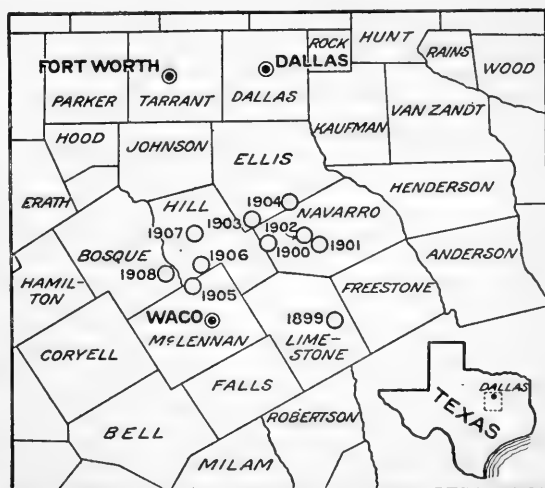 ROCK
HUNT
RAINS
WOOD
FORT WORTH
DALLAS
PARKER
TARRANT
DALLAS
KAUFMAN
VAN ZANDT
HOOD
JOHNSON
ELLIS
ERATH
HILL
1904
HENDERSON
1903
NAVARRO
1907
1902
BOSQUE
1900
1901
ANDERSON
1906
1908
HAMIL-
TON
1905
FREESTONE
WACO
1899
MCLENNAN
LIME-
STONE
CORYELL
FALLS
DALLAS
TEXAS
ROBERTSON
BELL
MILAM